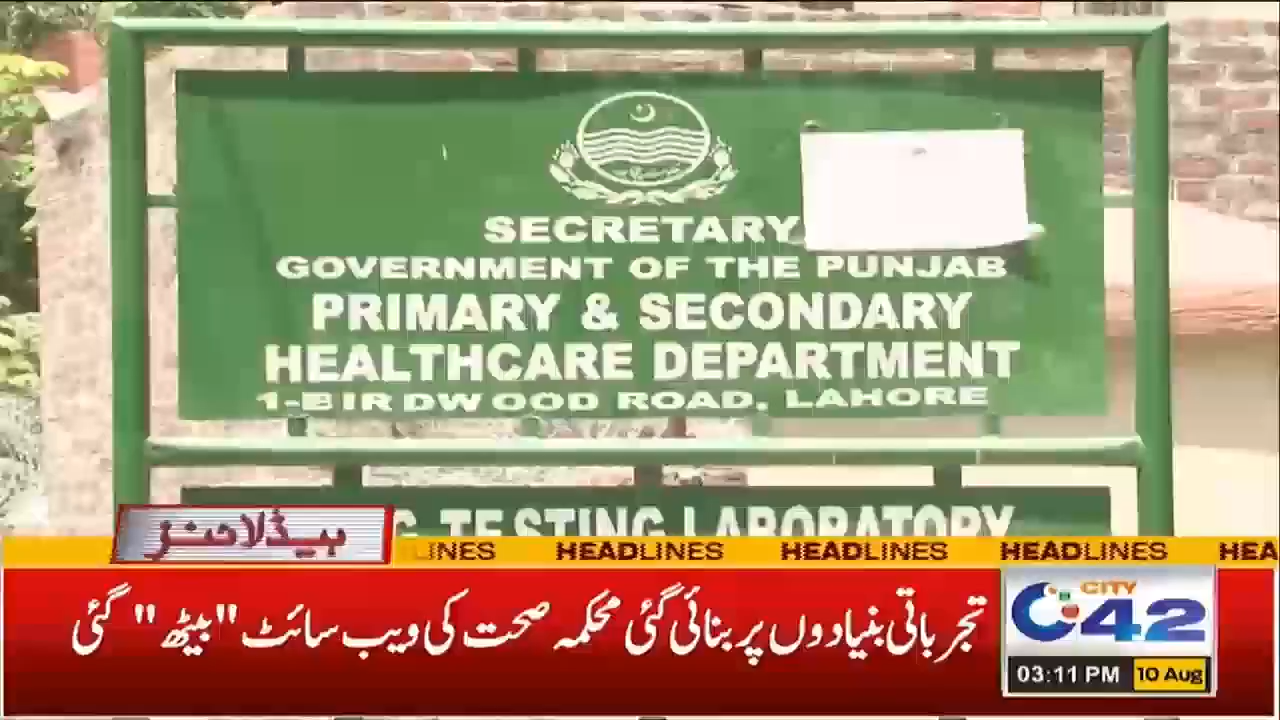 SECRETARY
GOVERNMENT OF THE PUNJAB
PRIMARY & SECONDARY
HEALTHCARE DEPARTMENT
1-BIRDWOOD ROAD, LAHORE
TESTING LABORATORY
ہیڈلائنز
LINES HEADLINES HEADLINES HEADLINES HEA
تجرباتی بنیادوں پر بنائی گئی محکمہ صحت کی ویب سائٹ "بیٹھ" گئی
CITY
42
03:11 PM 10 Aug